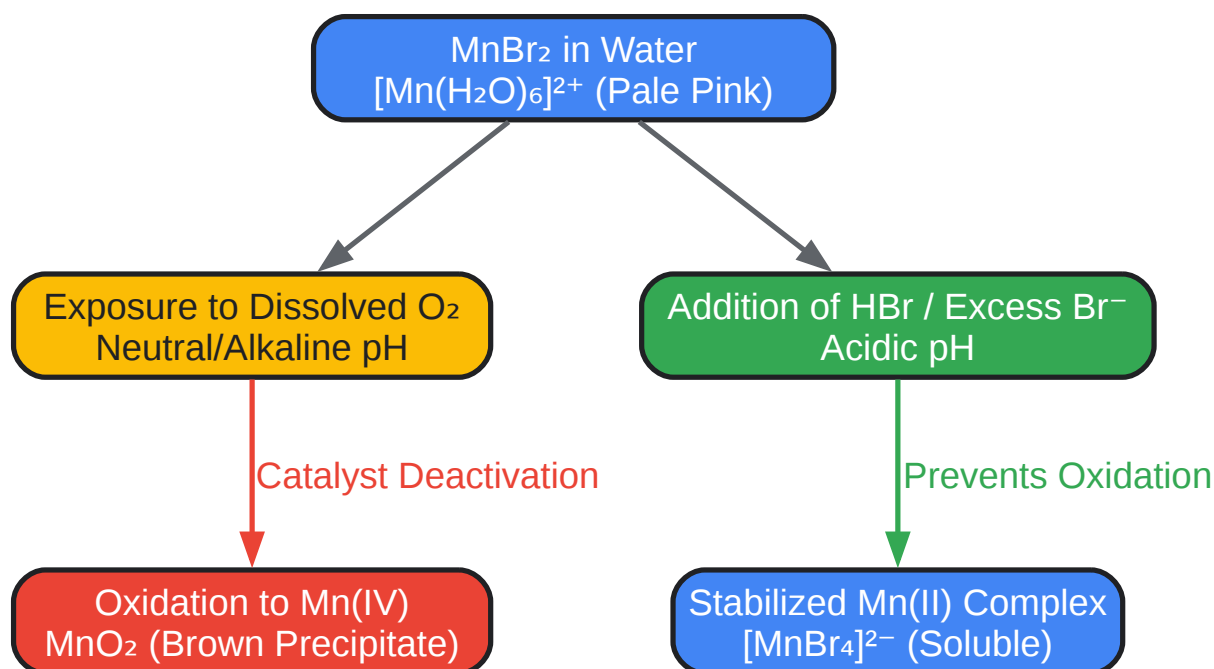 MnBr₂ in Water
[Mn(H₂O)₆]²⁺ (Pale Pink)
Exposure to Dissolved O₂
Neutral/Alkaline pH
Addition of HBr / Excess Br⁻
Acidic pH
Catalyst Deactivation
Prevents Oxidation
Oxidation to Mn(IV)
MnO₂ (Brown Precipitate)
Stabilized Mn(II) Complex
[MnBr₄]²⁻ (Soluble)